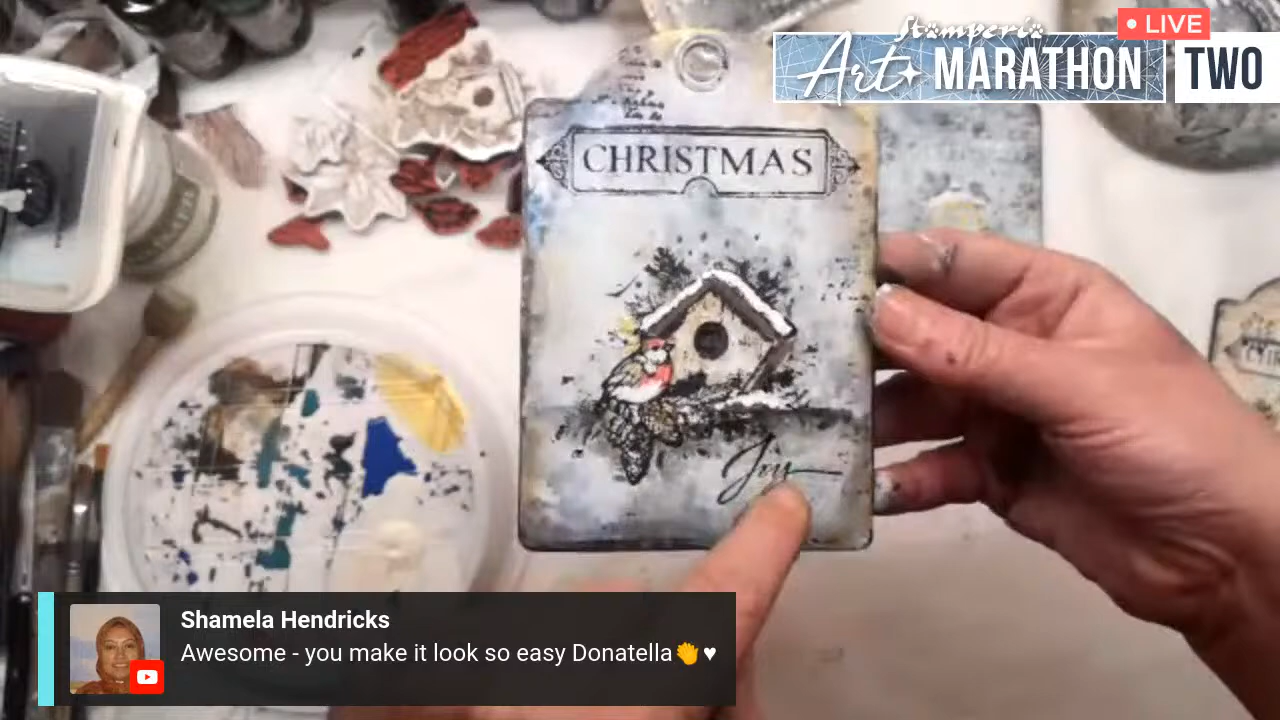 LIVE
Stamperia
Art MARATHON TWO
CHRISTMAS
Joy
Shamela Hendricks
Awesome - you make it look so easy Donatella👏♥